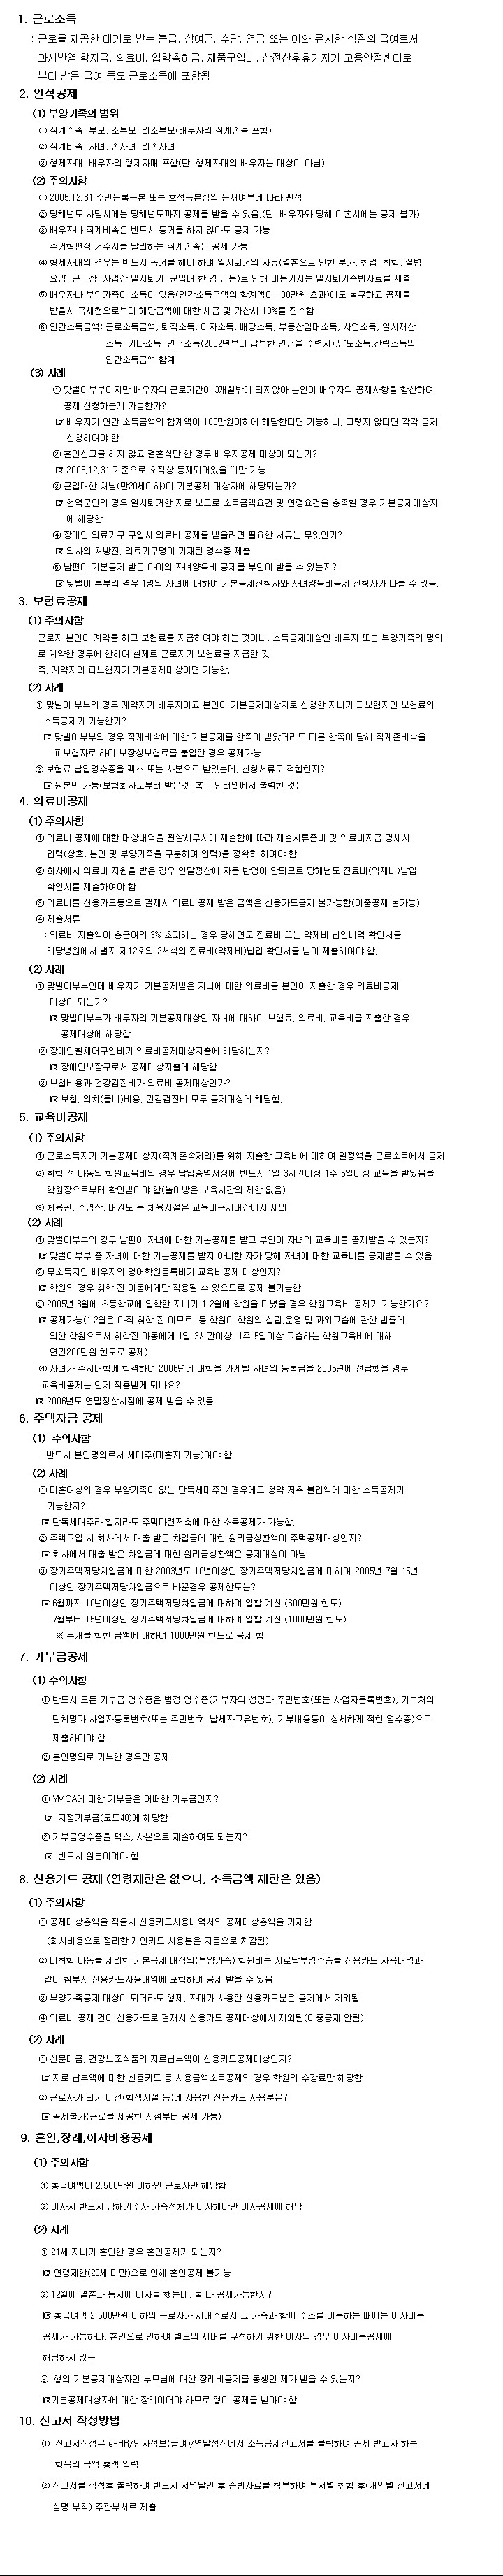 1. 근로소득
: 근로를 제공한 대가로 받는 봉급, 상여금, 수당, 연금 또는 이와 유사한 성질의 급여로서
과세반영 학자금, 의료비, 입학축하금, 제품구입비, 산전산후휴가자가 고용안정센터로
부터 받은 급여 등도 근로소득에 포함됨
2. 인적공제
(1) 부양가족의 범위
① 직계존속: 부모, 조부모, 외조부모(배우자의 직계존속 포함)
② 직계비속: 자녀, 손자녀, 외손자녀
③ 형제자매: 배우자의 형제자매 포함(단, 형제자매의 배우자는 대상이 아님)
(2) 주의사항
① 2005.12.31 주민등록등본 또는 호적등본상의 등재여부에 따라 판정
② 당해년도 사망시에는 당해년도까지 공제를 받을 수 있음.(단, 배우자와 당해 이혼시에는 공제 불가)
③ 배우자나 직계비속은 반드시 동거를 하지 않아도 공제 가능
주거형편상 거주지를 달리하는 직계존속은 공제 가능
④ 형제자매의 경우는 반드시 동거를 해야 하며 일시퇴거의 사유(결혼으로 인한 분가, 취업, 취학, 질병
요양, 근무상, 사업상 일시퇴거, 군입대 한 경우 등)로 인해 비동거시는 일시퇴거증빙자료를 제출
⑤ 배우자나 부양가족이 소득이 있음(연간소득금액의 합계액이 100만원 초과)에도 불구하고 공제를
받을시 국세청으로부터 해당금액에 대한 세금 및 가산세 10%를 징수함
⑥ 연간소득금액: 근로소득금액, 퇴직소득, 이자소득, 배당소득, 부동산임대소득, 사업소득, 일시재산
소득, 기타소득, 연금소득(2002년부터 납부한 연금을 수령시),양도소득,산림소득의
연간소득금액 합계
(3) 사례
① 맞벌이부부이지만 배우자의 근로기간이 3개월밖에 되지않아 본인이 배우자의 공제사항을 합산하여
공제 신청하는게 가능한가?
☞ 배우자가 연간 소득금액의 합계액이 100만원이하에 해당한다면 가능하나, 그렇지 않다면 각각 공제
신청하여야 함
② 혼인신고를 하지 않고 결혼식만 한 경우 배우자공제 대상이 되는가?
☞ 2005.12.31 기준으로 호적상 등재되어있을 때만 가능
③ 군입대한 처남(만20세이하)이 기본공제 대상자에 해당되는가?
☞ 현역군인의 경우 일시퇴거한 자로 보므로 소득금액요건 및 연령요건을 충족할 경우 기본공제대상자
에 해당함
④ 장애인 의료기구 구입시 의료비 공제를 받을려면 필요한 서류는 무엇인가?
☞ 의사의 처방전, 의료기구명이 기재된 영수증 제출
⑤ 남편이 기본공제 받은 아이의 자녀양육비 공제를 부인이 받을 수 있는지?
☞ 맞벌이 부부의 경우 1명의 자녀에 대하여 기본공제신청자와 자녀양육비공제 신청자가 다를 수 있음.
3. 보험료공제
(1) 주의사항
: 근로자 본인이 계약을 하고 보험료를 지급하여야 하는 것이나, 소득공제대상인 배우자 또는 부양가족의 명의
로 계약한 경우에 한하여 실제로 근로자가 보험료를 지급한 것
즉, 계약자와 피보험자가 기본공제대상이면 가능함.
(2) 사례
① 맞벌이 부부의 경우 계약자가 배우자이고 본인이 기본공제대상자로 신청한 자녀가 피보험자인 보험료의
소득공제가 가능한가?
☞ 맞벌이부부의 경우 직계비속에 대한 기본공제를 한쪽이 받았더라도 다른 한쪽이 당해 직계존비속을
피보험자로 하여 보장성보험료를 불입한 경우 공제가능
② 보험료 납입영수증을 팩스 또는 사본으로 받았는데, 신청서류로 적합한지?
☞ 원본만 가능(보험회사로부터 받은것, 혹은 인터넷에서 출력한 것)
4. 의료비공제
(1) 주의사항
① 의료비 공제에 대한 대상내역을 관할세무서에 제출함에 따라 제출서류준비 및 의료비지급 명세서
입력(상호, 본인 및 부양가족을 구분하여 입력)을 정확히 하여야 함.
② 회사에서 의료비 지원을 받은 경우 연말정산에 자동 반영이 안되므로 당해년도 진료비(약제비)납입
확인서를 제출하여야 함
③ 의료비를 신용카드등으로 결재시 의료비공제 받은 금액은 신용카드공제 불가능함(이중공제 불가능)
④ 제출서류
: 의료비 지출액이 총급여의 3% 초과하는 경우 당해연도 진료비 또는 약제비 납입내역 확인서를
해당병원에서 별지 제12호의 2서식의 진료비(약제비)납입 확인서를 받아 제출하여야 함.
(2) 사례
① 맞벌이부부인데 배우자가 기본공제받은 자녀에 대한 의료비를 본인이 지출한 경우 의료비공제
대상이 되는가?
☞ 맞벌이부부가 배우자의 기본공제대상인 자녀에 대하여 보험료, 의료비, 교육비를 지출한 경우
공제대상에 해당함
② 장애인휠체어구입비가 의료비공제대상지출에 해당하는지?
☞ 장애인보장구로서 공제대상지출에 해당함
③ 보철비용과 건강검진비가 의료비 공제대상인가?
☞ 보철, 의치(틀니)비용, 건강검진비 모두 공제대상에 해당함.
5. 교육비공제
(1) 주의사항
① 근로소득자가 기본공제대상자(직계존속제외)를 위해 지출한 교육비에 대하여 일정액을 근로소득에서 공제
② 취학 전 아동의 학원교육비의 경우 납입증명서상에 반드시 1일 3시간이상 1주 5일이상 교육을 받았음을
학원장으로부터 확인받아야 함(놀이방은 보육시간의 제한 없음)
③ 체육관, 수영장, 태권도 등 체육시설은 교육비공제대상에서 제외
(2) 사례
① 맞벌이부부의 경우 남편이 자녀에 대한 기본공제를 받고 부인이 자녀의 교육비를 공제받을 수 있는지?
☞ 맞벌이부부 중 자녀에 대한 기본공제를 받지 아니한 자가 당해 자녀에 대한 교육비를 공제받을 수 있음
② 무소득자인 배우자의 영어학원등록비가 교육비공제 대상인지?
☞ 학원의 경우 취학 전 아동에게만 적용될 수 있으므로 공제 불가능함
③ 2005년 3월에 초등학교에 입학한 자녀가 1,2월에 학원을 다녔을 경우 학원교육비 공제가 가능한가요?
☞ 공제가능(1,2월은 아직 취학 전 이므로, 동 학원이 학원의 설립,운영 및 과외교습에 관한 법률에
의한 학원으로서 취학전 아동에게 1일 3시간이상, 1주 5일이상 교습하는 학원교육비에 대해
연간200만원 한도로 공제)
④ 자녀가 수시대학에 합격하여 2006년에 대학을 가게될 자녀의 등록금을 2005년에 선납했을 경우
교육비공제는 언제 적용받게 되나요?
☞ 2006년도 연말정산시점에 공제 받을 수 있음
6. 주택자금 공제
(1) 주의사항
- 반드시 본인명의로서 세대주(미혼자 가능)여야 함
(2) 사례
① 미혼여성의 경우 부양가족이 없는 단독세대주인 경우에도 청약 저축 불입액에 대한 소득공제가
가능한지?
☞ 단독세대주라 할지라도 주택마련저축에 대한 소득공제가 가능함.
② 주택구입 시 회사에서 대출 받은 차입금에 대한 원리금상환액이 주택공제대상인지?
☞ 회사에서 대출 받은 차입금에 대한 원리금상환액은 공제대상이 아님
③ 장기주택저당차입금에 대한 2003년도 10년이상인 장기주택저당차입금에 대하여 2005년 7월 15년
이상인 장기주택저당차입금으로 바꾼경우 공제한도는?
☞ 6월까지 10년이상인 장기주택저당차입금에 대하여 일할 계산 (600만원 한도)
7월부터 15년이상인 장기주택저당차입금에 대하여 일할 계산 (1000만원 한도)
※ 두개를 합한 금액에 대하여 1000만원 한도로 공제 함
7. 기부금공제
(1) 주의사항
① 반드시 모든 기부금 영수증은 법정 영수증(기부자의 성명과 주민번호(또는 사업자등록번호), 기부처의
단체명과 사업자등록번호(또는 주민번호, 납세자고유번호), 기부내용등이 상세하게 적힌 영수증)으로
제출하여야 함
② 본인명의로 기부한 경우만 공제
(2) 사례
① YMCA에 대한 기부금은 어떠한 기부금인지?
☞ 지정기부금(코드40)에 해당함
② 기부금영수증을 팩스, 사본으로 제출하여도 되는지?
☞ 반드시 원본이여야 함
8. 신용카드 공제 (연령제한은 없으나, 소득금액 제한은 있음)
(1) 주의사항
① 공제대상총액을 적을시 신용카드사용내역서의 공제대상총액을 기재함
(회사비용으로 정리한 개인카드 사용분은 자동으로 차감됨)
② 미취학 아동을 제외한 기본공제 대상의(부양가족) 학원비는 지로납부영수증을 신용카드 사용내역과
같이 첨부시 신용카드사용내역에 포함하여 공제 받을 수 있음
③ 부양가족공제 대상이 되더라도 형제, 자매가 사용한 신용카드분은 공제에서 제외됨
④ 의료비 공제 건이 신용카드로 결재시 신용카드 공제대상에서 제외됨(이중공제 안됨)
(2) 사례
① 신문대금, 건강보조식품의 지로납부액이 신용카드공제대상인지?
☞ 지로 납부액에 대한 신용카드 등 사용금액소득공제의 경우 학원의 수강료만 해당함
② 근로자가 되기 이전(학생시절 등)에 사용한 신용카드 사용분은?
☞ 공제불가(근로를 제공한 시점부터 공제 가능)
9. 혼인,장례,이사비용공제
(1) 주의사항
① 총급여액이 2,500만원 이하인 근로자만 해당함
② 이사시 반드시 당해거주자 가족전체가 이사해야만 이사공제에 해당
(2) 사례
① 21세 자녀가 혼인한 경우 혼인공제가 되는지?
☞ 연령제한(20세 미만)으로 인해 혼인공제 불가능
② 12월에 결혼과 동시에 이사를 했는데, 둘 다 공제가능한지?
☞ 총급여액 2,500만원 이하의 근로자가 세대주로서 그 가족과 함께 주소를 이동하는 때에는 이사비용
공제가 가능하나, 혼인으로 인하여 별도의 세대를 구성하기 위한 이사의 경우 이사비용공제에
해당하지 않음
③ 형의 기본공제대상자인 부모님에 대한 장례비공제를 동생인 제가 받을 수 있는지?
☞기본공제대상자에 대한 장례이어야 하므로 형이 공제를 받아야 함
10. 신고서 작성방법
① 신고서작성은 e-HR/인사정보(급여)/연말정산에서 소득공제신고서를 클릭하여 공제 받고자 하는
항목의 금액 총액 입력
② 신고서를 작성후 출력하여 반드시 서명날인 후 증빙자료를 첨부하여 부서별 취합 후(개인별 신고서에
성명 부착) 주관부서로 제출